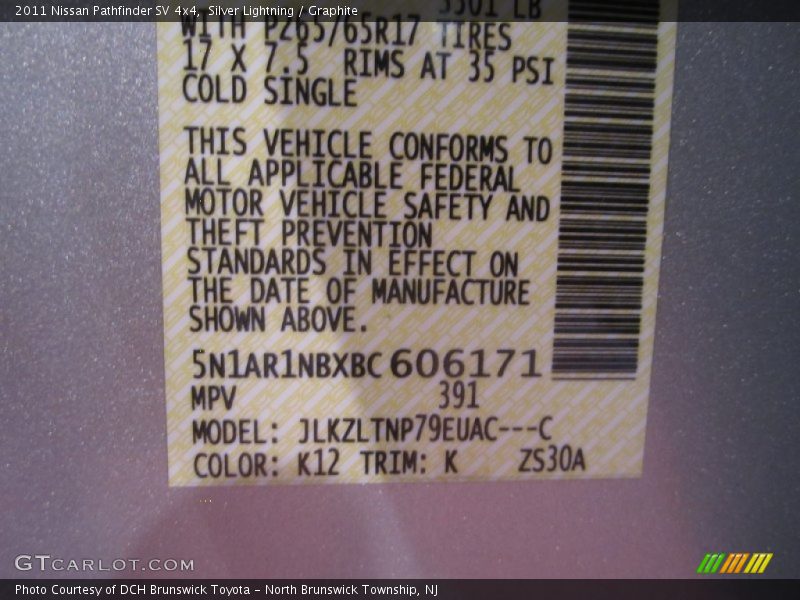 2011 Nissan Pathfinder SV 4x4, Silver Lightning / Graphite
5501 LB
WITH P265/65R17 TIRES
17 X 7.5 RIMS AT 35 PSI
COLD SINGLE
THIS VEHICLE CONFORMS TO
ALL APPLICABLE FEDERAL
MOTOR VEHICLE SAFETY AND
THEFT PREVENTION
STANDARDS IN EFFECT ON
THE DATE OF MANUFACTURE
SHOWN ABOVE.
5N1AR1NBXBC606171
MPV 391
MODEL: JLKZLTNP79EUAC---C
COLOR: K12 TRIM: K ZS30A
GTCARLOT.COM
Photo Courtesy of DCH Brunswick Toyota – North Brunswick Township, NJ